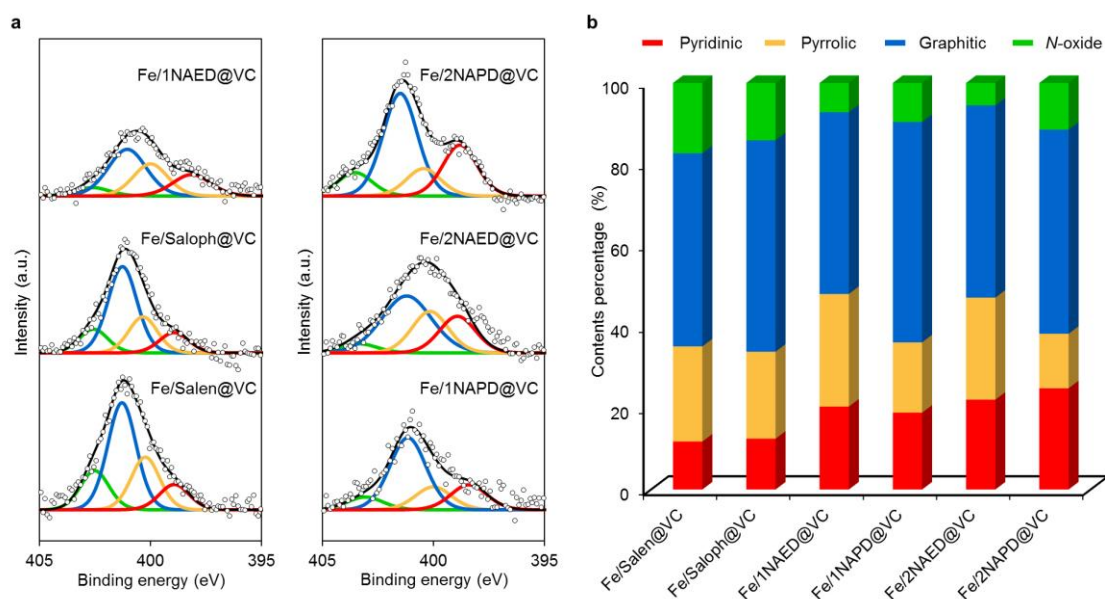 a
Fe/1NAED@VC
Fe/Saloph@VC
Fe/Salen@VC
Intensity (a.u.)
405 400 395
Binding energy (eV)
Fe/2NAPD@VC
Fe/2NAED@VC
Fe/1NAPD@VC
Intensity (a.u.)
405 400 395
Binding energy (eV)
b
Pyridinic Pyrrolic Graphitic N-oxide
Contents percentage (%)
100
80
60
40
20
0
Fe/Salen@VC
Fe/Saloph@VC
Fe/1NAED@VC
Fe/1NAPD@VC
Fe/2NAED@VC
Fe/2NAPD@VC